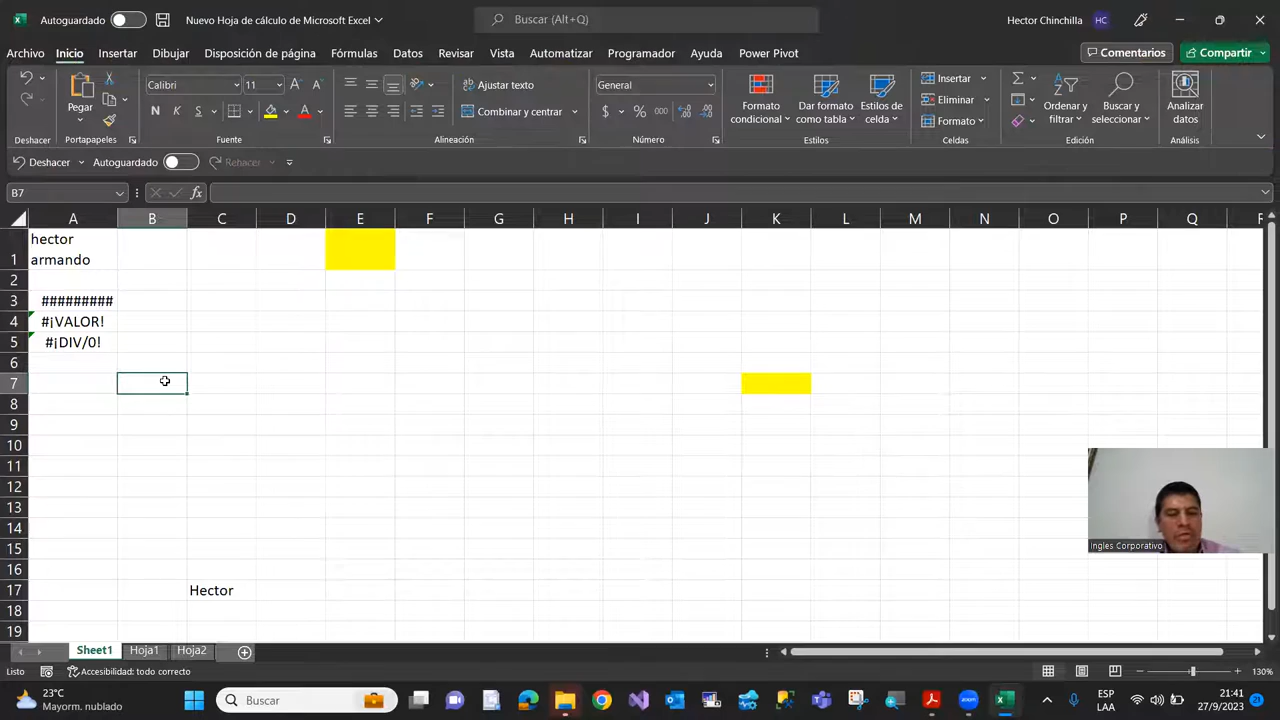 Autoguardado
Nuevo Hoja de cálculo de Microsoft Excel
Buscar (Alt+Q)
Hector Chinchilla
HC
Archivo Inicio Insertar Dibujar Disposición de página Fórmulas Datos Revisar Vista Automatizar Programador Ayuda Power Pivot
Comentarios
Compartir
Pegar
Calibri
11
N K S
Ajustar texto
Combinar y centrar
General
$ % 000
Formato
condicional
Dar formato
como tabla
Estilos de
celda
Insertar
Eliminar
Formato
Ordenar y
filtrar
Buscar y
seleccionar
Analizar
datos
Deshacer
Portapapeles
Fuente
Alineación
Número
Estilos
Celdas
Edición
Análisis
Deshacer
Autoguardado
Rehacer
B7
fx
A B C D E F G H I J K L M N O P Q
hector
1 armando
2
3 #########
4 #¡VALOR!
5 #¡DIV/0!
6
7
8
9
10
11
12
13
14
15
16
17 Hector
18
19
Ingles Corporativo
Sheet1 Hoja1 Hoja2
Listo
Accesibilidad: todo correcto
130%
23°C
Mayorm. nublado
Buscar
ESP
LAA
21:41
27/9/2023